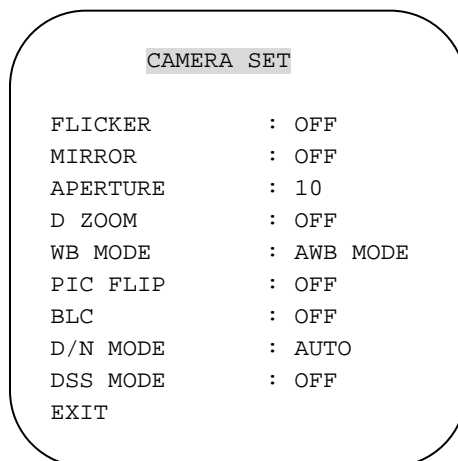 CAMERA SET
FLICKER : OFF
MIRROR : OFF
APERTURE : 10
D ZOOM : OFF
WB MODE : AWB MODE
PIC FLIP : OFF
BLC : OFF
D/N MODE : AUTO
DSS MODE : OFF
EXIT